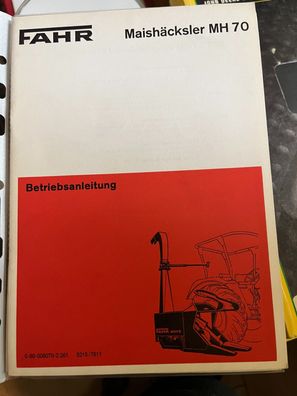 FAHR
Maishäcksler MH 70
Betriebsanleitung